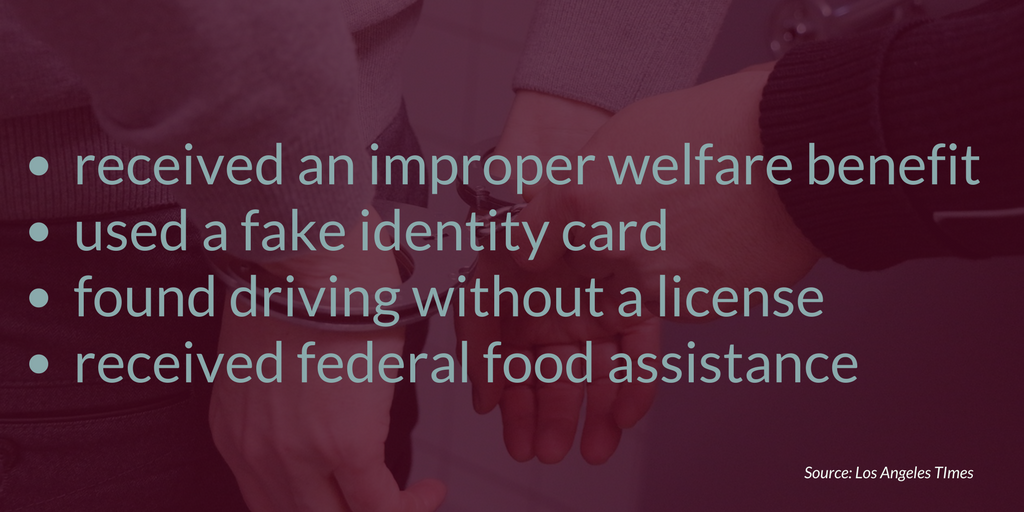 • received an improper welfare benefit
• used a fake identity card
• found driving without a license
• received federal food assistance
Source: Los Angeles TImes